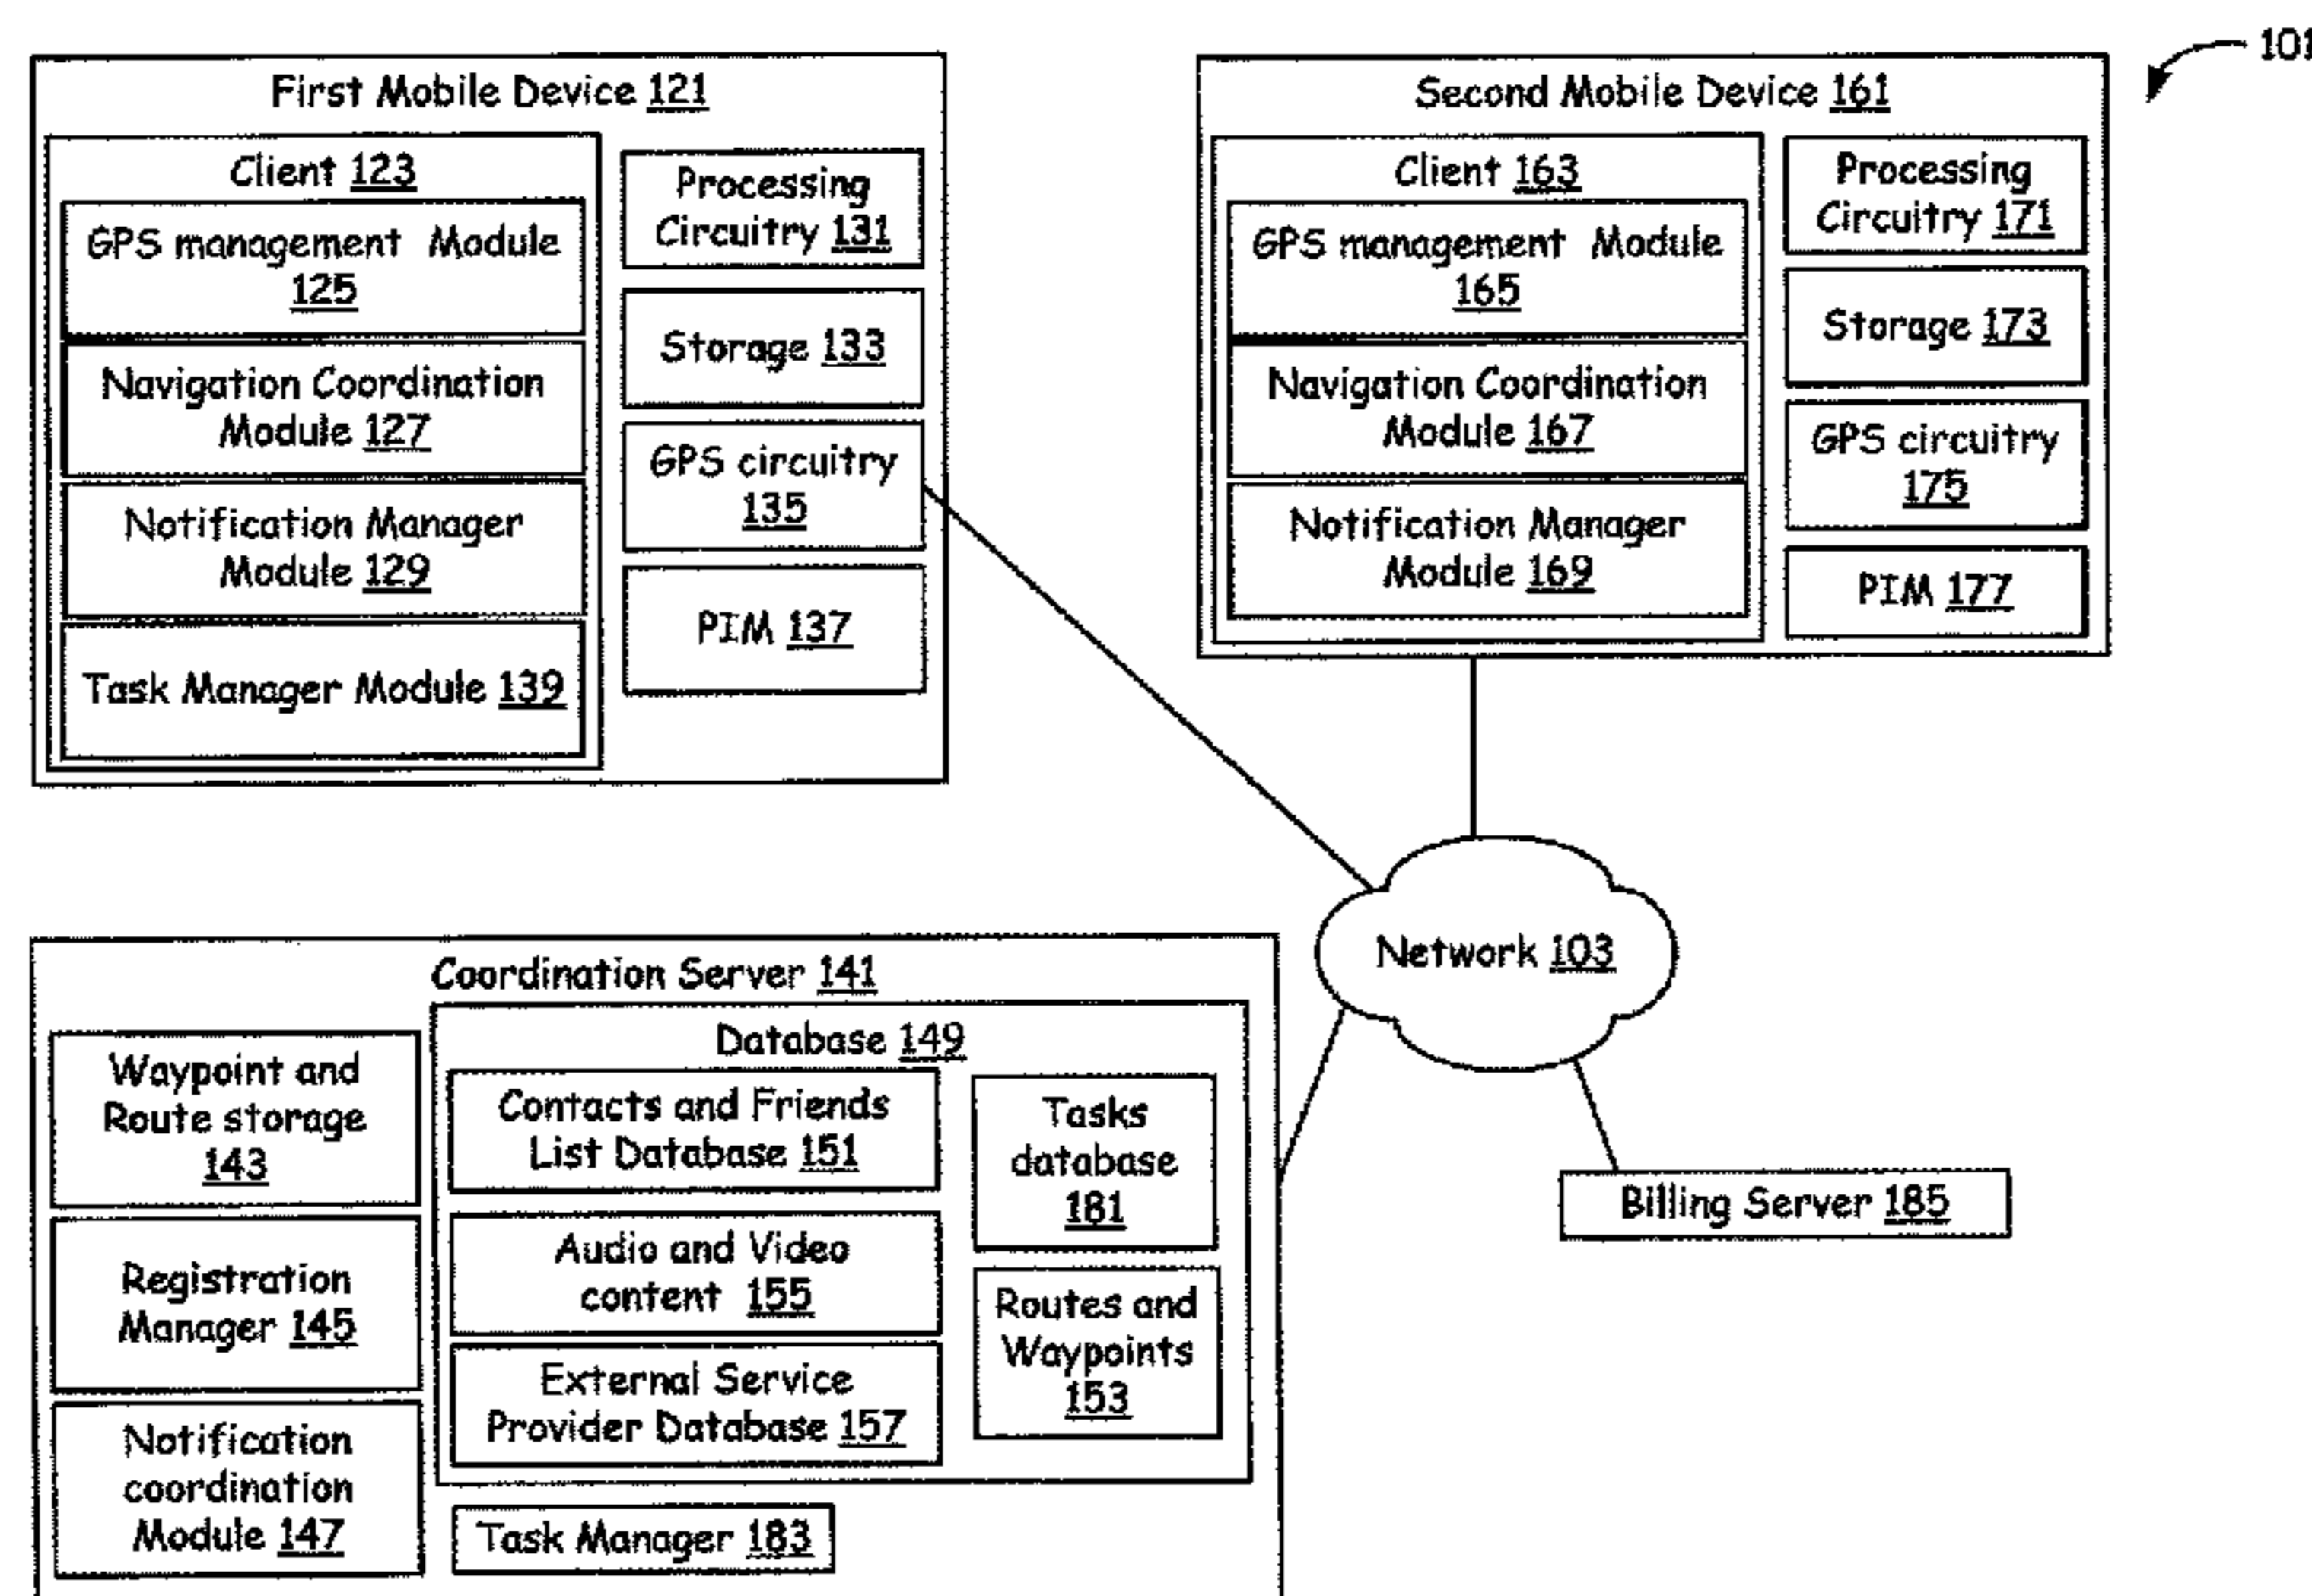 101
First Mobile Device 121
Client 123
GPS management Module
125
Navigation Coordination
Module 127
Notification Manager
Module 129
Task Manager Module 139
Processing
Circuitry 131
Storage 133
GPS circuitry
135
PIM 137
Second Mobile Device 161
Client 163
GPS management Module
165
Navigation Coordination
Module 167
Notification Manager
Module 169
Processing
Circuitry 171
Storage 173
GPS circuitry
175
PIM 177
Network 103
Coordination Server 141
Waypoint and
Route storage
143
Registration
Manager 145
Notification
coordination
Module 147
Database 149
Contacts and Friends
List Database 151
Audio and Video
content 155
External Service
Provider Database 157
Tasks
database
181
Routes and
Waypoints
153
Task Manager 183
Billing Server 185